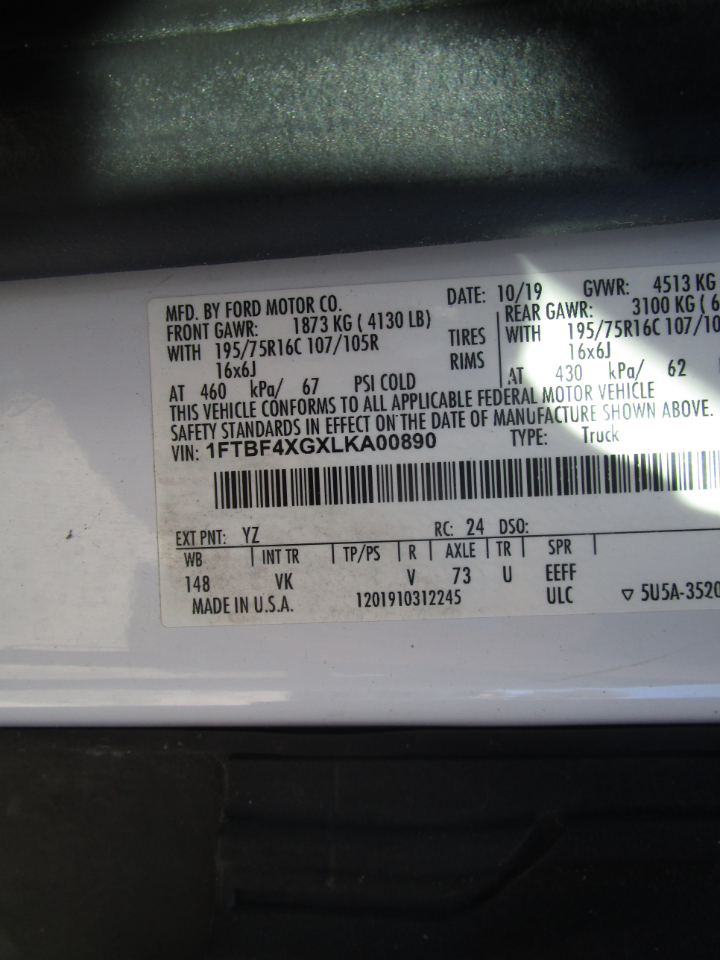 MFD. BY FORD MOTOR CO. DATE: 10/19 GVWR: 4513 KG
FRONT GAWR: 1873 KG ( 4130 LB) REAR GAWR: 3100 KG (
WITH 195/75R16C 107/105R TIRES WITH 195/75R16C 107/10
16x6J RIMS 16x6J
AT 460 kPa/ 67 PSI COLD AT 430 kPa/ 62
THIS VEHICLE CONFORMS TO ALL APPLICABLE FEDERAL MOTOR VEHICLE
SAFETY STANDARDS IN EFFECT ON THE DATE OF MANUFACTURE SHOWN ABOVE.
VIN: 1FTBF4XGXLKA00890 TYPE: Truck
EXT PNT: YZ RC: 24 DSO:
WB INT TR TP/PS R AXLE TR SPR
148 VK V 73 U EEFF
MADE IN U.S.A. 1201910312245 ULC ▽ 5U5A-3520